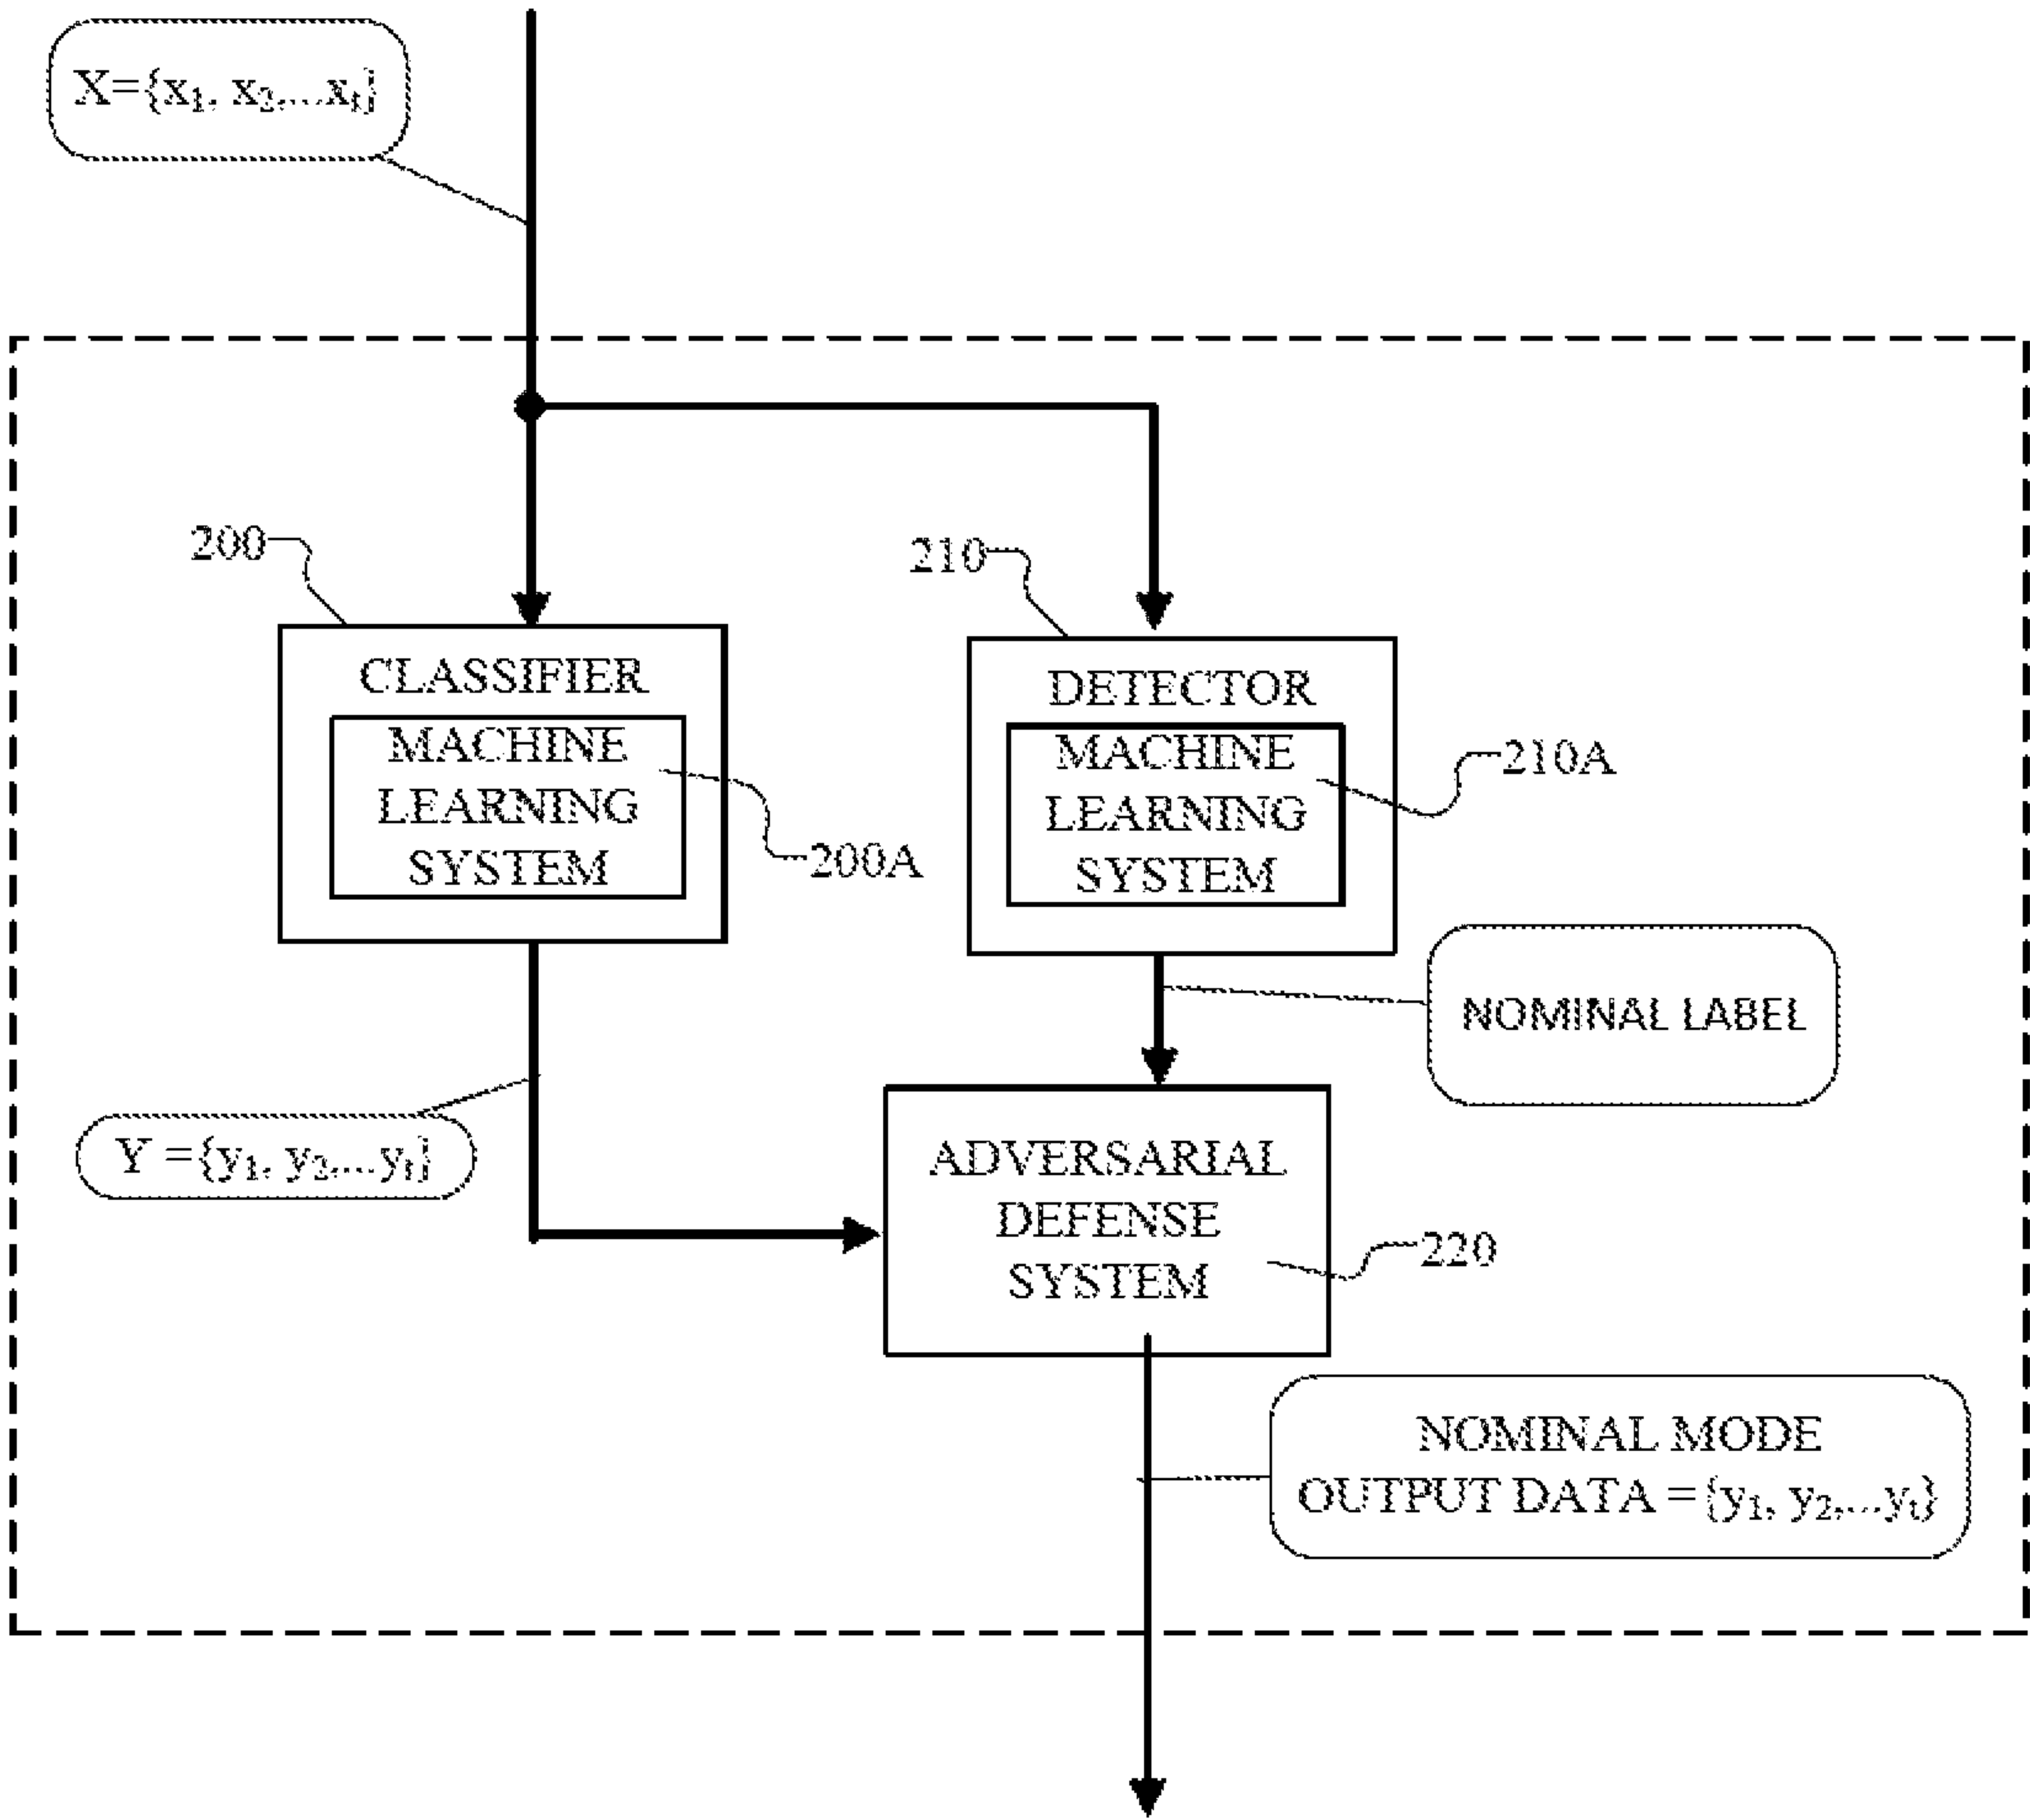 X={x₁, x₂,...xₜ}
200
210
CLASSIFIER
MACHINE
LEARNING
SYSTEM
200A
DETECTOR
MACHINE
LEARNING
SYSTEM
210A
NOMINAL LABEL
Y ={y₁, y₂,...yₜ}
ADVERSARIAL
DEFENSE
SYSTEM
220
NOMINAL MODE
OUTPUT DATA ={y₁, y₂,...yₜ}